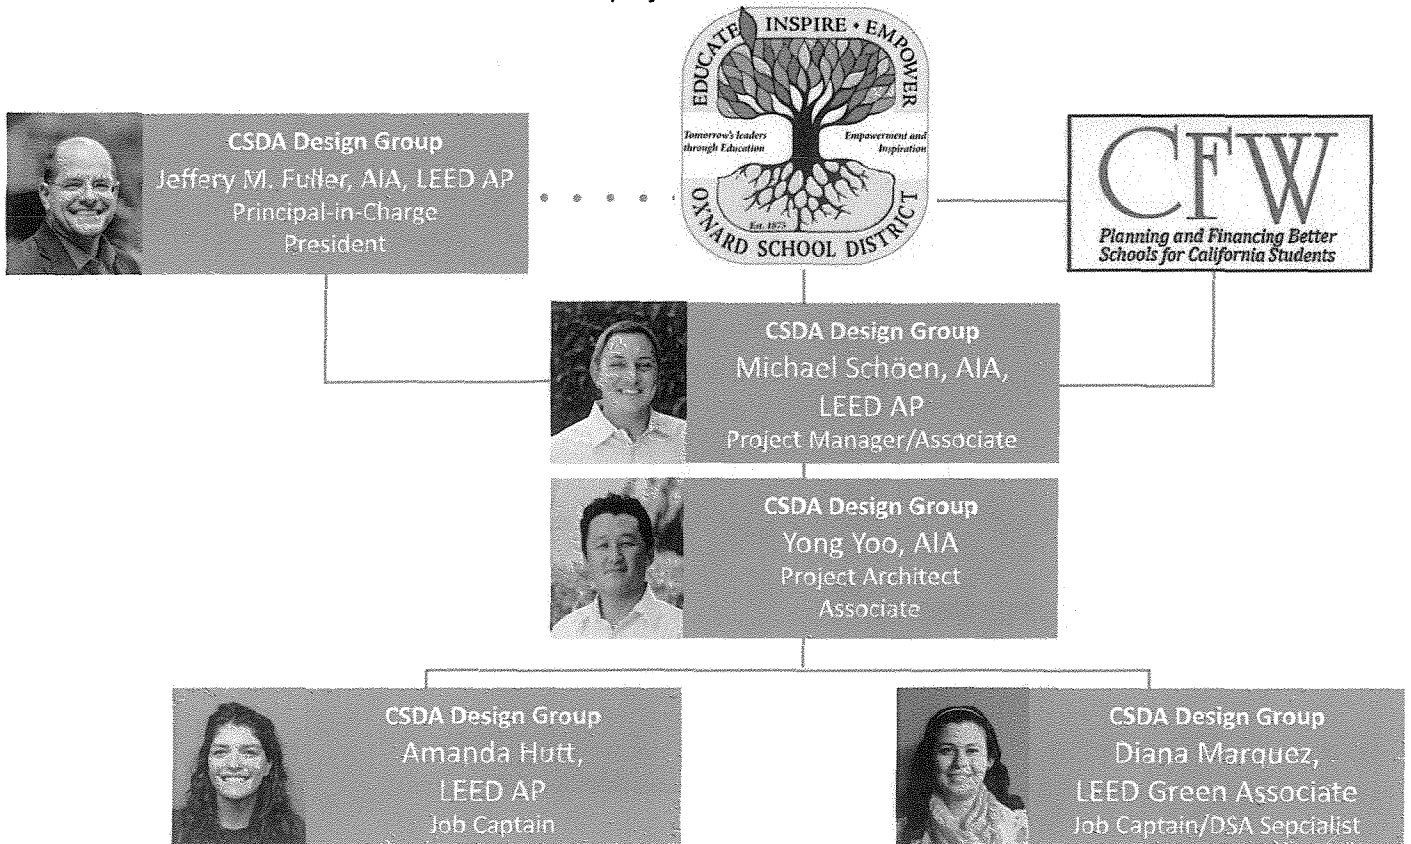 EDUCATE INSPIRE • EMPOWER
Tomorrow's leaders
through Education
Empowerment and
Inspiration
Est. 1873
OXNARD SCHOOL DISTRICT
CFW
Planning and Financing Better
Schools for California Students
CSDA Design Group
Jeffery M. Fuller, AIA, LEED AP
Principal-in-Charge
President
CSDA Design Group
Michael Schöen, AIA,
LEED AP
Project Manager/Associate
CSDA Design Group
Yong Yoo, AIA
Project Architect
Associate
CSDA Design Group
Amanda Hutt,
LEED AP
Job Captain
CSDA Design Group
Diana Marquez,
LEED Green Associate
Job Captain/DSA Sepcialist